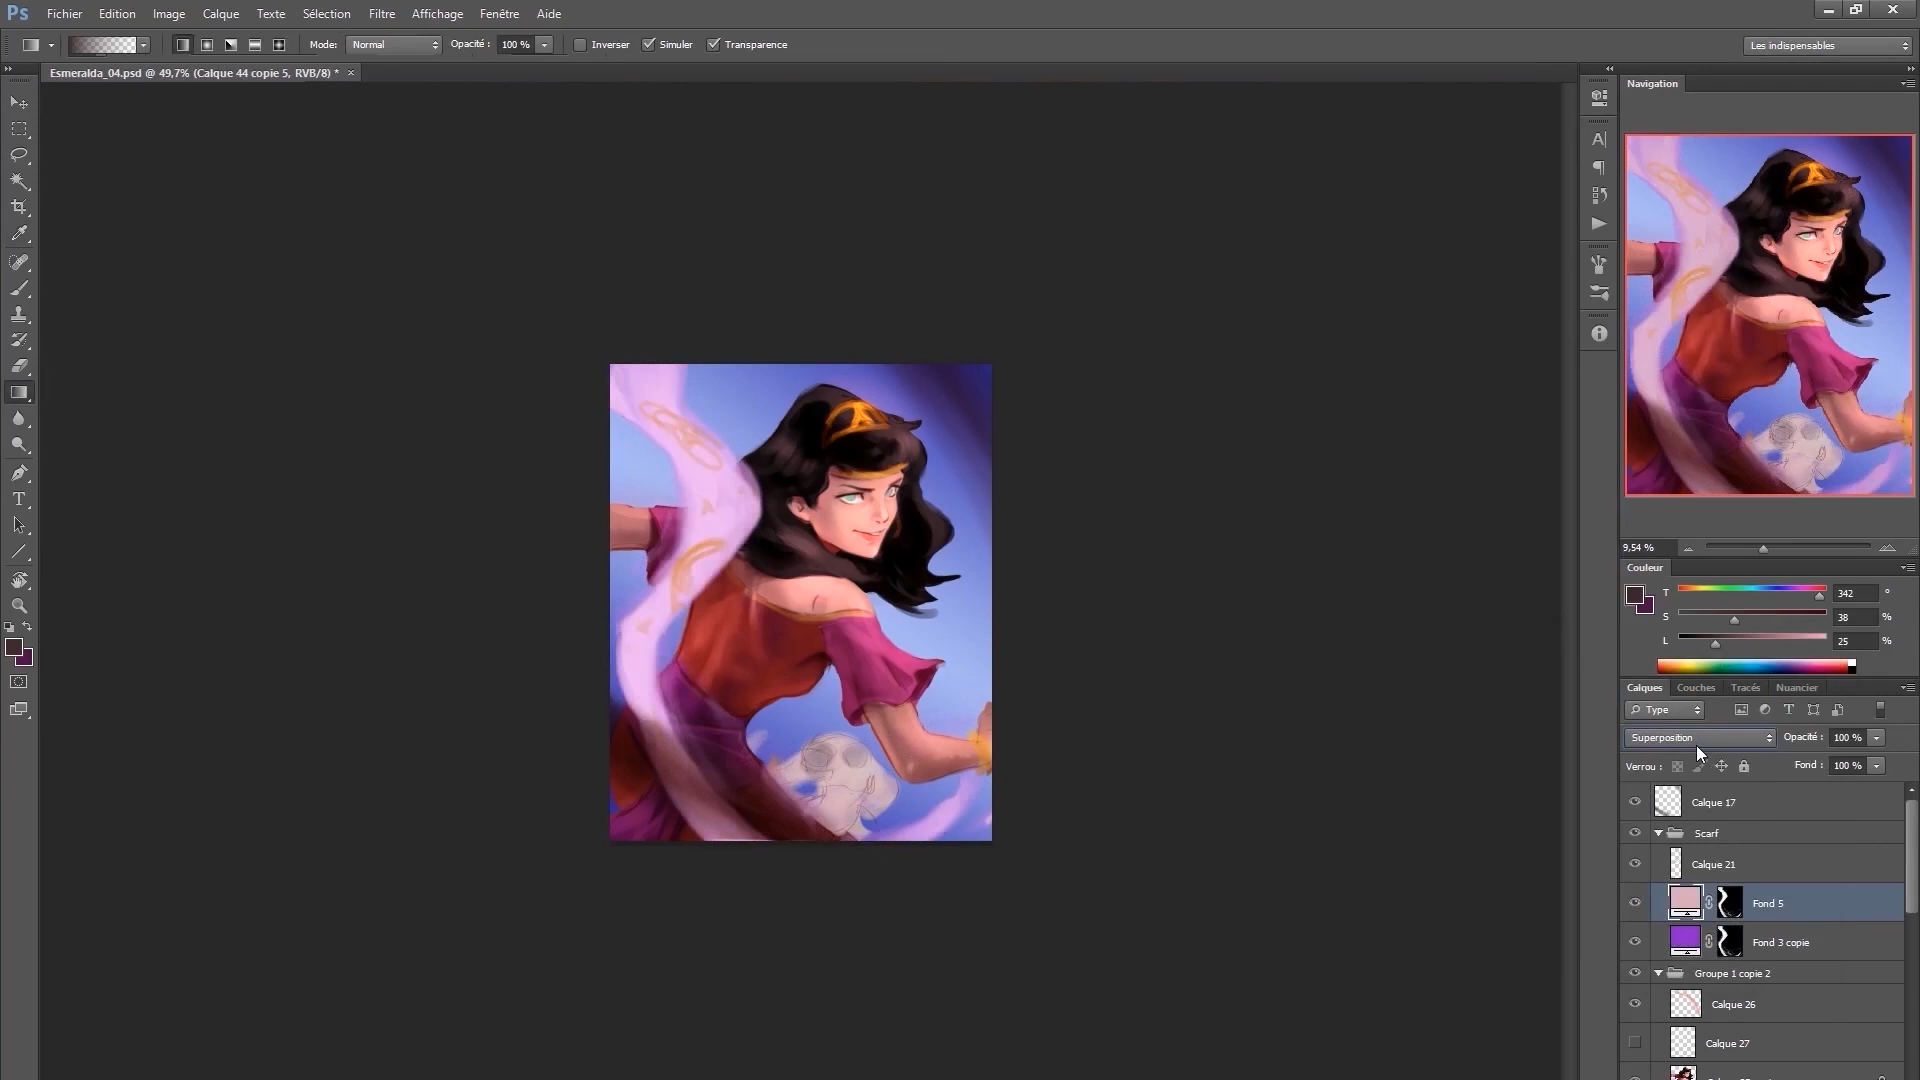 Ps Fichier Edition Image Calque Texte Sélection Filtre Affichage Fenêtre Aide
Mode: Normal Opacité : 100 % Inverser Simuler Transparence Les indispensables
Esmeralda_04.psd @ 49,7% (Calque 44 copie 5, RVB/8) * ×
Navigation
9,54 %
Couleur
T 342 °
S 38 %
L 25 %
Calques Couches Tracés Nuancier
Type
Superposition Opacité : 100 %
Verrou : Fond : 100 %
Calque 17
Scarf
Calque 21
Fond 5
Fond 3 copie
Groupe 1 copie 2
Calque 26
Calque 27